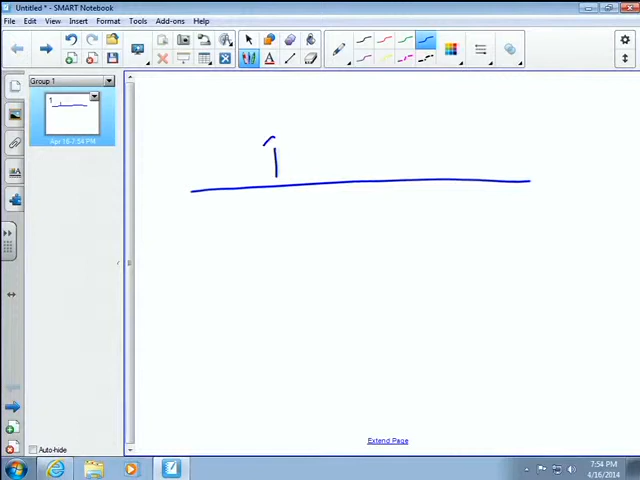 Untitled * - SMART Notebook
File Edit View Insert Format Tools Add-ons Help
Group 1
Apr 16-7:54 PM
Extend Page
Auto-hide
7:54 PM
4/16/2014